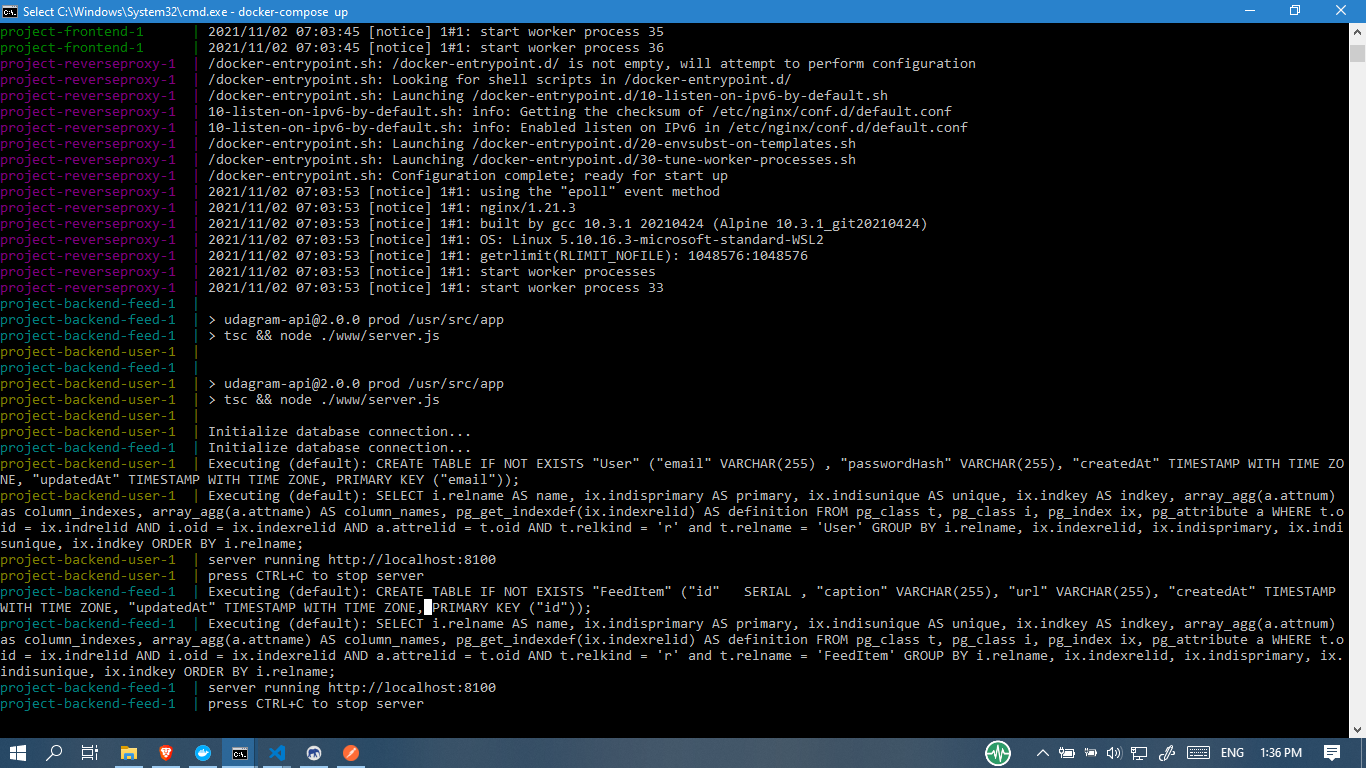 Select C:\Windows\System32\cmd.exe - docker-compose up
project-frontend-1 | 2021/11/02 07:03:45 [notice] 1#1: start worker process 35
project-frontend-1 | 2021/11/02 07:03:45 [notice] 1#1: start worker process 36
project-reverseproxy-1 | /docker-entrypoint.sh: /docker-entrypoint.d/ is not empty, will attempt to perform configuration
project-reverseproxy-1 | /docker-entrypoint.sh: Looking for shell scripts in /docker-entrypoint.d/
project-reverseproxy-1 | /docker-entrypoint.sh: Launching /docker-entrypoint.d/10-listen-on-ipv6-by-default.sh
project-reverseproxy-1 | 10-listen-on-ipv6-by-default.sh: info: Getting the checksum of /etc/nginx/conf.d/default.conf
project-reverseproxy-1 | 10-listen-on-ipv6-by-default.sh: info: Enabled listen on IPv6 in /etc/nginx/conf.d/default.conf
project-reverseproxy-1 | /docker-entrypoint.sh: Launching /docker-entrypoint.d/20-envsubst-on-templates.sh
project-reverseproxy-1 | /docker-entrypoint.sh: Launching /docker-entrypoint.d/30-tune-worker-processes.sh
project-reverseproxy-1 | /docker-entrypoint.sh: Configuration complete; ready for start up
project-reverseproxy-1 | 2021/11/02 07:03:53 [notice] 1#1: using the "epoll" event method
project-reverseproxy-1 | 2021/11/02 07:03:53 [notice] 1#1: nginx/1.21.3
project-reverseproxy-1 | 2021/11/02 07:03:53 [notice] 1#1: built by gcc 10.3.1 20210424 (Alpine 10.3.1_git20210424)
project-reverseproxy-1 | 2021/11/02 07:03:53 [notice] 1#1: OS: Linux 5.10.16.3-microsoft-standard-WSL2
project-reverseproxy-1 | 2021/11/02 07:03:53 [notice] 1#1: getrlimit(RLIMIT_NOFILE): 1048576:1048576
project-reverseproxy-1 | 2021/11/02 07:03:53 [notice] 1#1: start worker processes
project-reverseproxy-1 | 2021/11/02 07:03:53 [notice] 1#1: start worker process 33
project-backend-feed-1 |
project-backend-feed-1 | > udagram-api@2.0.0 prod /usr/src/app
project-backend-feed-1 | > tsc && node ./www/server.js
project-backend-user-1 |
project-backend-feed-1 |
project-backend-user-1 | > udagram-api@2.0.0 prod /usr/src/app
project-backend-user-1 | > tsc && node ./www/server.js
project-backend-user-1 |
project-backend-user-1 | Initialize database connection...
project-backend-feed-1 | Initialize database connection...
project-backend-user-1 | Executing (default): CREATE TABLE IF NOT EXISTS "User" ("email" VARCHAR(255) , "passwordHash" VARCHAR(255), "createdAt" TIMESTAMP WITH TIME ZO
NE, "updatedAt" TIMESTAMP WITH TIME ZONE, PRIMARY KEY ("email"));
project-backend-user-1 | Executing (default): SELECT i.relname AS name, ix.indisprimary AS primary, ix.indisunique AS unique, ix.indkey AS indkey, array_agg(a.attnum)
as column_indexes, array_agg(a.attname) AS column_names, pg_get_indexdef(ix.indexrelid) AS definition FROM pg_class t, pg_class i, pg_index ix, pg_attribute a WHERE t.o
id = ix.indrelid AND i.oid = ix.indexrelid AND a.attrelid = t.oid AND t.relkind = 'r' and t.relname = 'User' GROUP BY i.relname, ix.indexrelid, ix.indisprimary, ix.indi
sunique, ix.indkey ORDER BY i.relname;
project-backend-user-1 | server running http://localhost:8100
project-backend-user-1 | press CTRL+C to stop server
project-backend-feed-1 | Executing (default): CREATE TABLE IF NOT EXISTS "FeedItem" ("id"   SERIAL , "caption" VARCHAR(255), "url" VARCHAR(255), "createdAt" TIMESTAMP
WITH TIME ZONE, "updatedAt" TIMESTAMP WITH TIME ZONE, PRIMARY KEY ("id"));
project-backend-feed-1 | Executing (default): SELECT i.relname AS name, ix.indisprimary AS primary, ix.indisunique AS unique, ix.indkey AS indkey, array_agg(a.attnum)
as column_indexes, array_agg(a.attname) AS column_names, pg_get_indexdef(ix.indexrelid) AS definition FROM pg_class t, pg_class i, pg_index ix, pg_attribute a WHERE t.o
id = ix.indrelid AND i.oid = ix.indexrelid AND a.attrelid = t.oid AND t.relkind = 'r' and t.relname = 'FeedItem' GROUP BY i.relname, ix.indexrelid, ix.indisprimary, ix.
indisunique, ix.indkey ORDER BY i.relname;
project-backend-feed-1 | server running http://localhost:8100
project-backend-feed-1 | press CTRL+C to stop server
ENG 1:36 PM